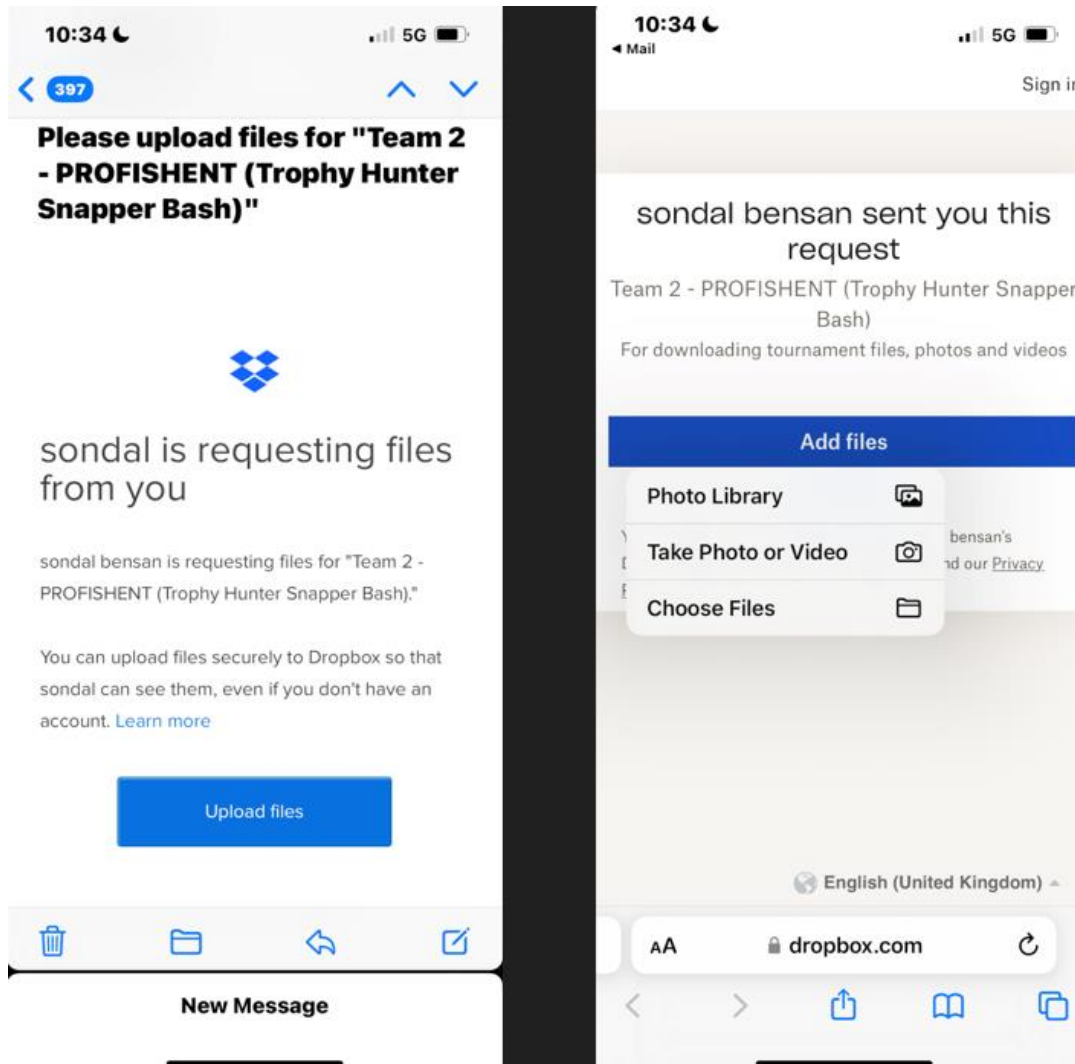 10:34
5G
397
Please upload files for "Team 2
- PROFISHENT (Trophy Hunter
Snapper Bash)"
sondal is requesting files
from you
sondal bensan is requesting files for "Team 2 -
PROFISHENT (Trophy Hunter Snapper Bash)."
You can upload files securely to Dropbox so that
sondal can see them, even if you don't have an
account. Learn more
Upload files
New Message
10:34
5G
Mail
Sign
sondal bensan sent you this
request
Team 2 - PROFISHENT (Trophy Hunter Snapper
Bash)
For downloading tournament files, photos and videos
Add files
Photo Library
Take Photo or Video
Choose Files
bensan's
our Privacy
English (United Kingdom)
AA
dropbox.com